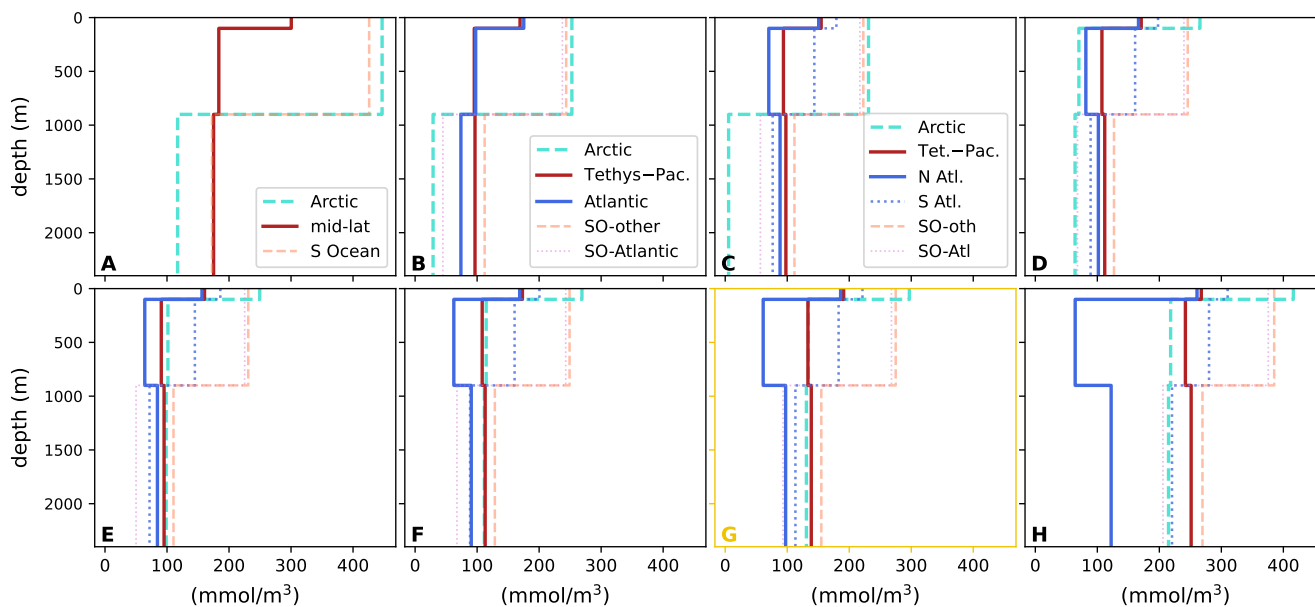 depth (m)
0
500
1000
1500
2000
Arctic
mid-lat
S Ocean
A
Arctic
Tethys−Pac.
Atlantic
SO-other
SO-Atlantic
B
Arctic
Tet.−Pac.
N Atl.
S Atl.
SO-oth
SO-Atl
C
D
depth (m)
0
500
1000
1500
2000
E
F
G
H
0 100 200 300 400
0 100 200 300 400
0 100 200 300 400
0 100 200 300 400
(mmol/m³)
(mmol/m³)
(mmol/m³)
(mmol/m³)